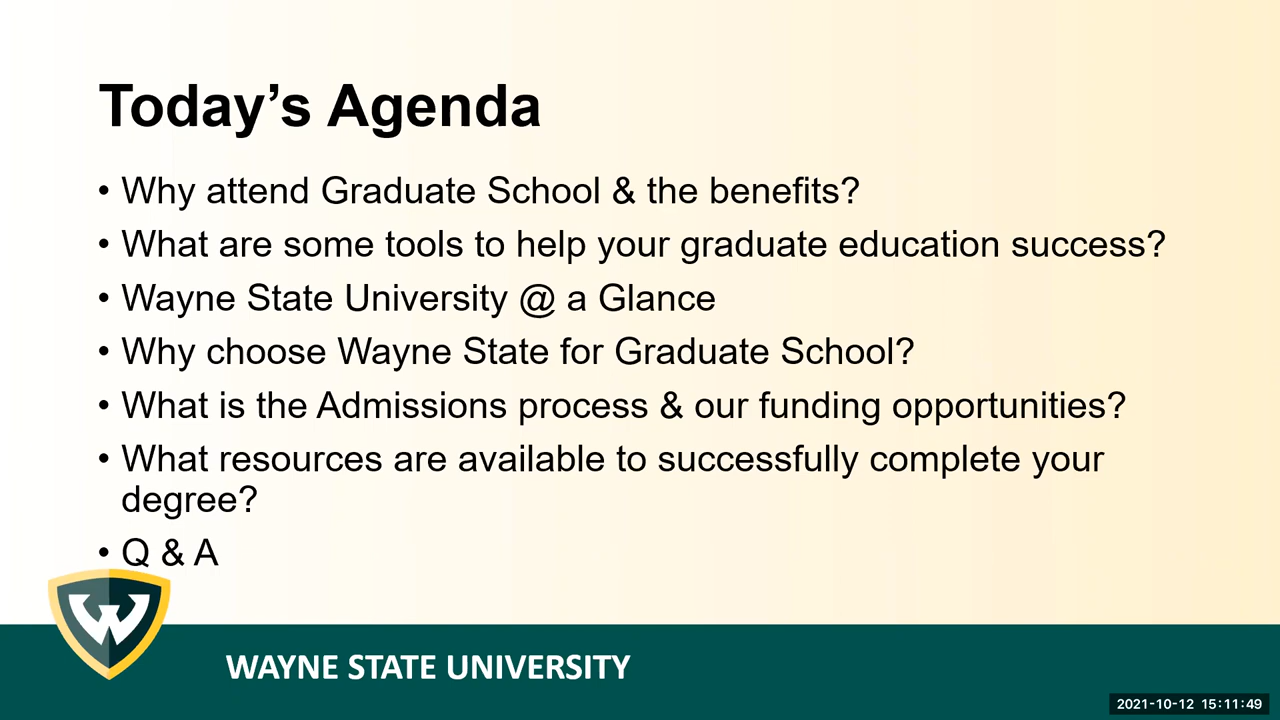 Today’s Agenda
• Why attend Graduate School & the benefits?
• What are some tools to help your graduate education success?
• Wayne State University @ a Glance
• Why choose Wayne State for Graduate School?
• What is the Admissions process & our funding opportunities?
• What resources are available to successfully complete your
degree?
• Q & A
W
WAYNE STATE UNIVERSITY
2021-10-12 15:11:49